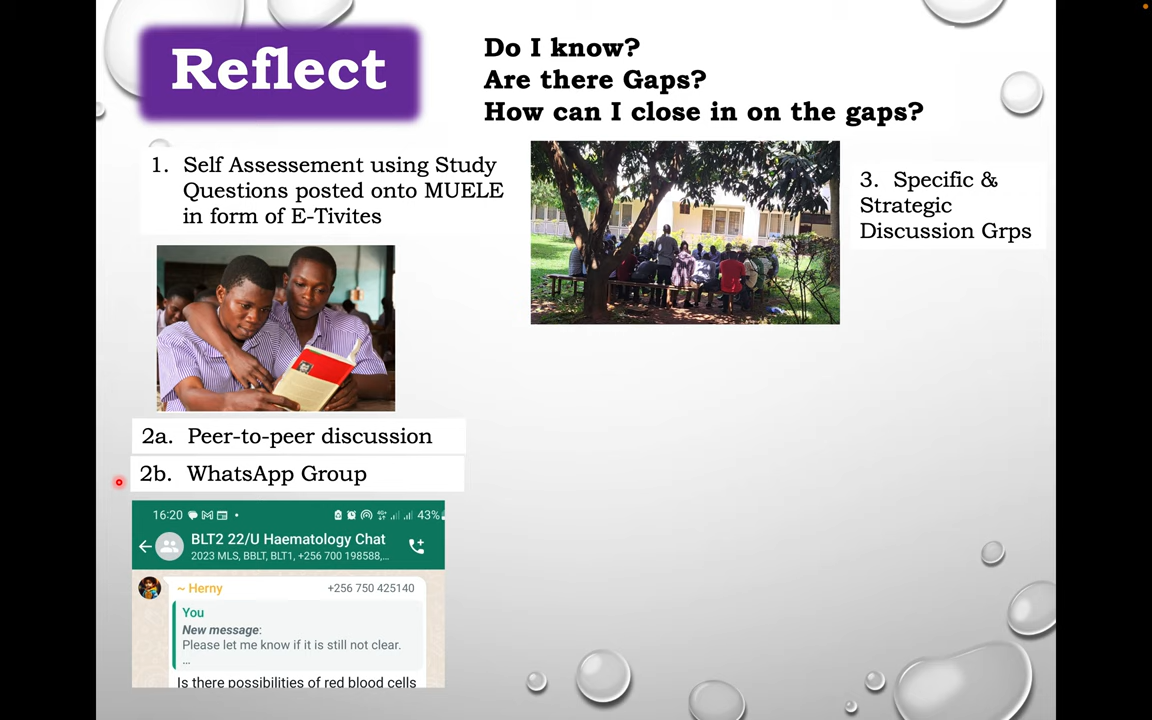 Reflect
Do I know?
Are there Gaps?
How can I close in on the gaps?
1. Self Assessement using Study
Questions posted onto MUELE
in form of E-Tivites
3. Specific &
Strategic
Discussion Grps
2a. Peer-to-peer discussion
2b. WhatsApp Group
16:20
43%
BLT2 22/U Haematology Chat
2023 MLS, BBLT, BLT1, +256 700 198588,...
~ Herny +256 750 425140
You
New message:
Please let me know if it is still not clear.
...
Is there possibilities of red blood cells